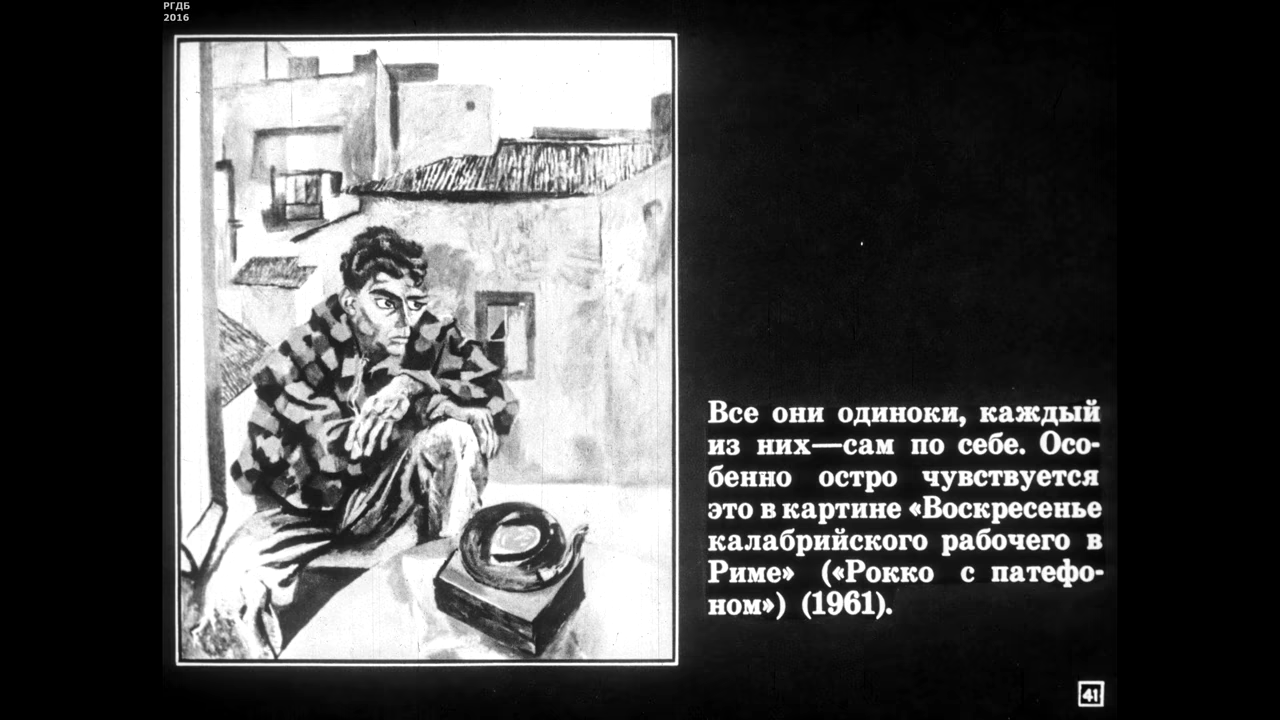 РГДБ
2016
Все они одиноки, каждый
из них—сам по себе. Осо-
бенно остро чувствуется
это в картине «Воскресенье
калабрийского рабочего в
Риме» («Рокко с патефо-
ном») (1961).
41